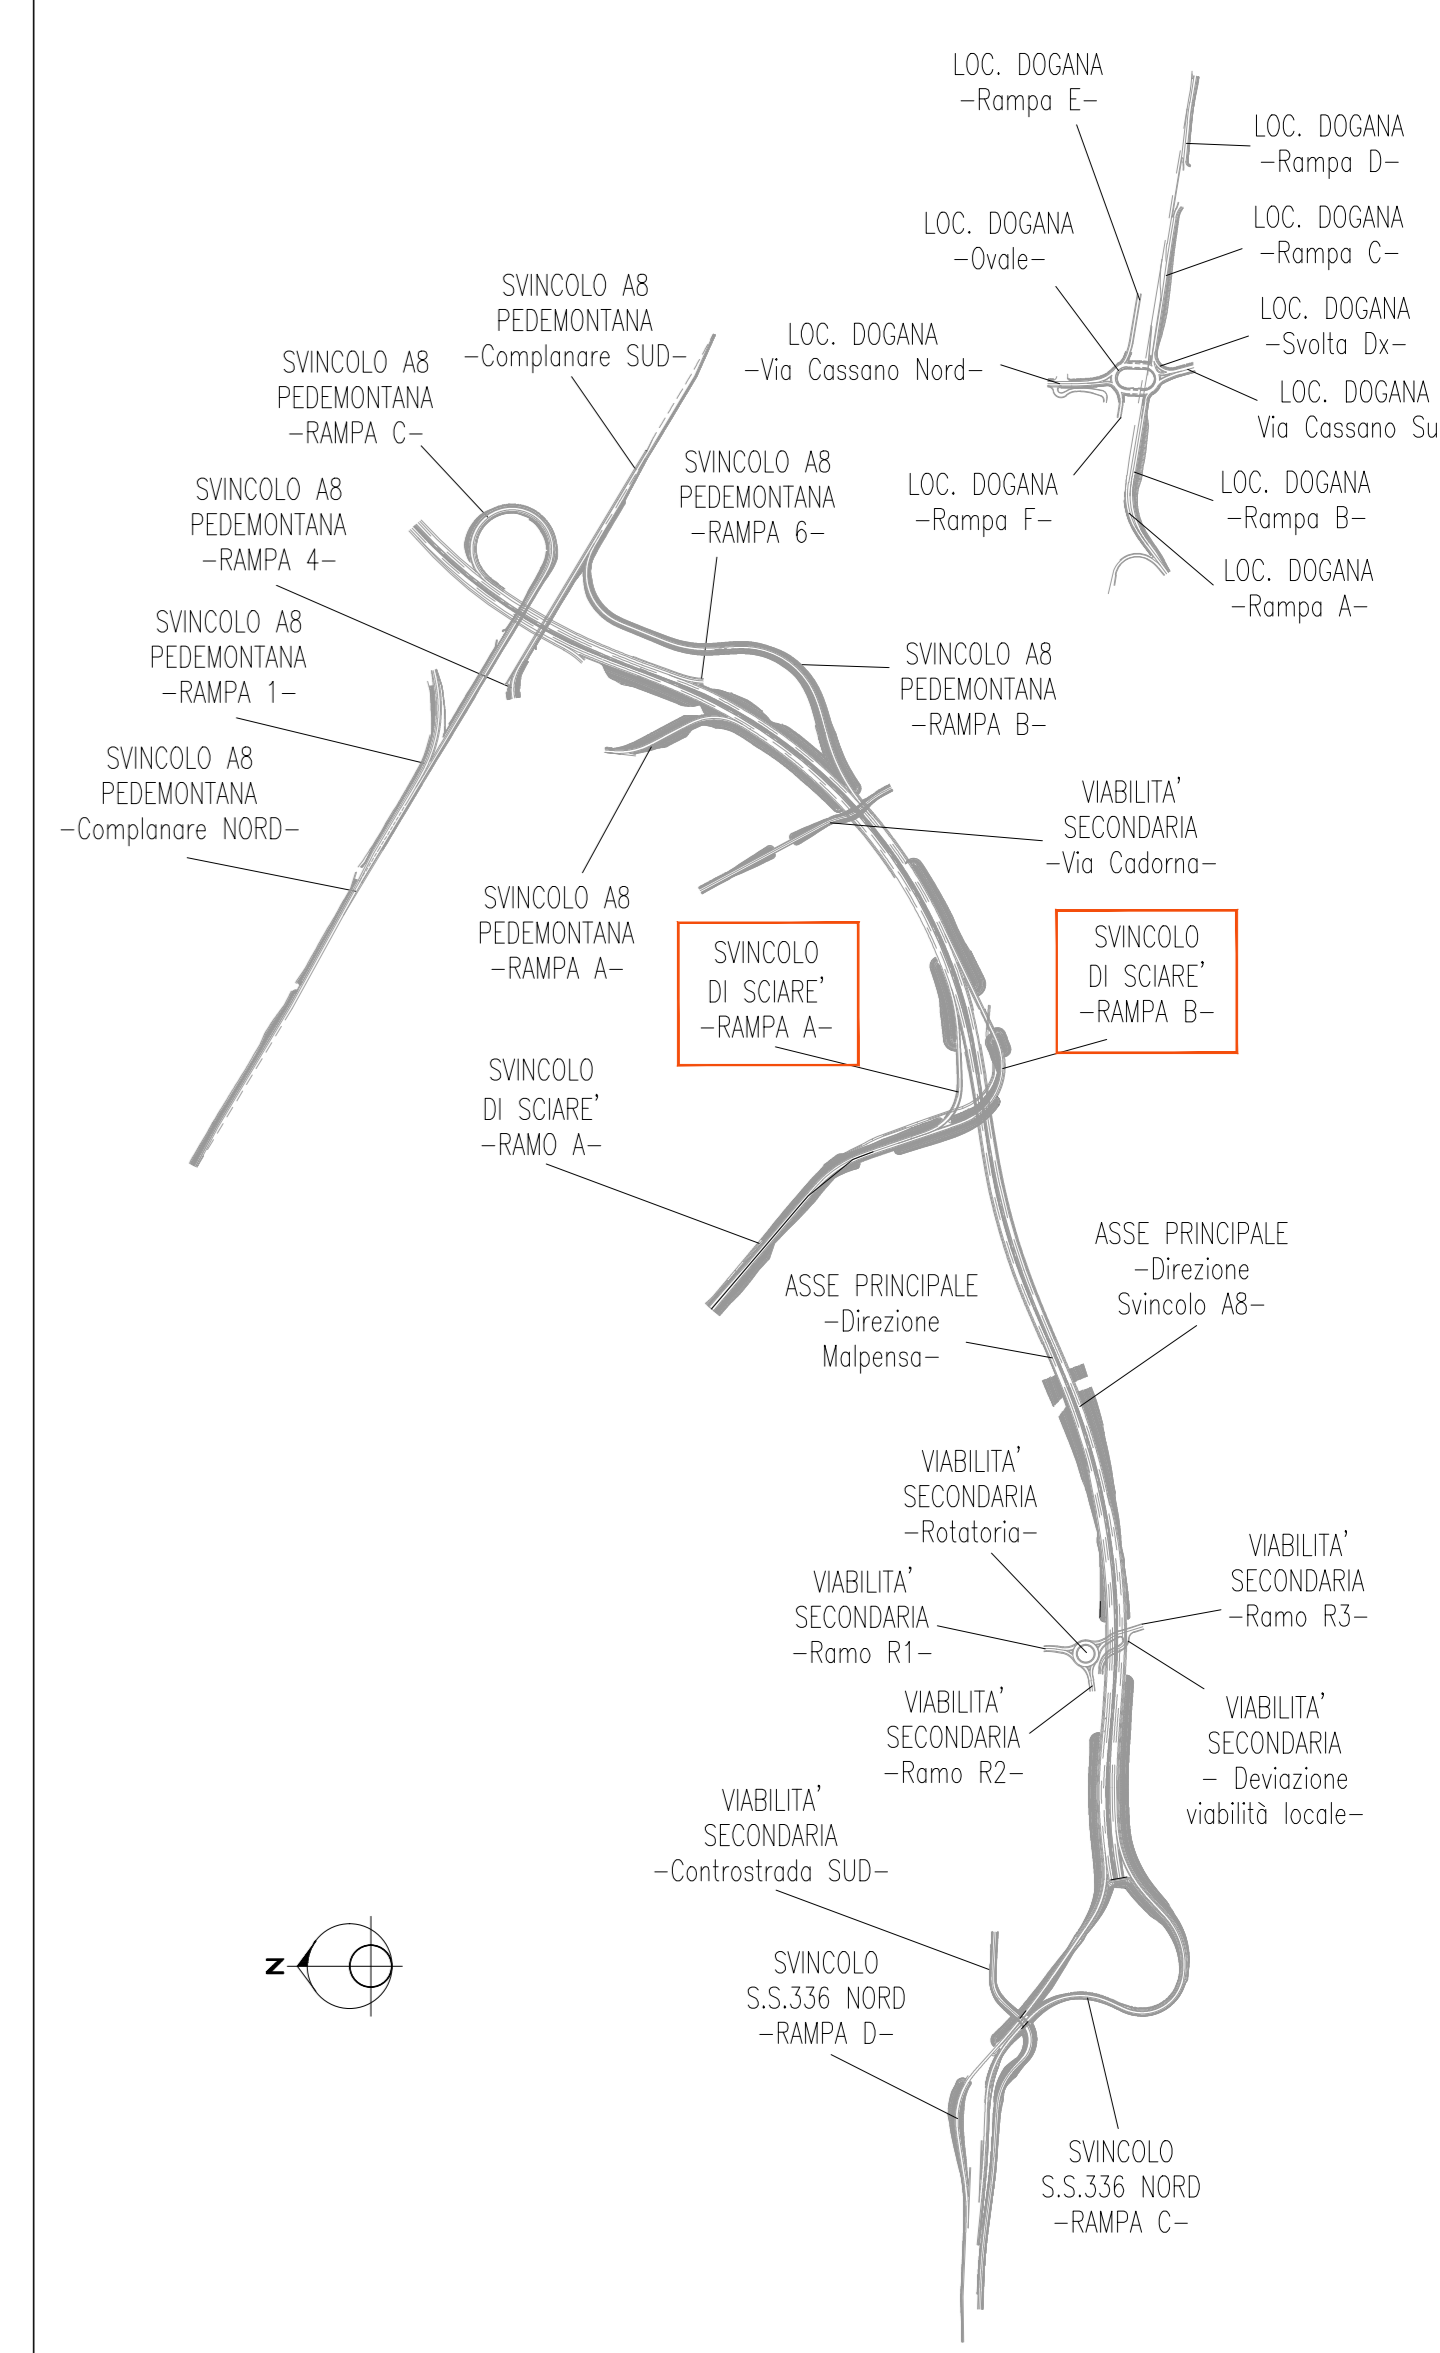 LOC. DOGANA
-Rampa E-
LOC. DOGANA
-Rampa D-
LOC. DOGANA
-Ovale-
LOC. DOGANA
-Rampa C-
SVINCOLO A8
PEDEMONTANA
-Complanare SUD-
LOC. DOGANA
-Svolta Dx-
LOC. DOGANA
-Via Cassano Nord-
SVINCOLO A8
PEDEMONTANA
-RAMPA C-
LOC. DOGANA
Via Cassano Su
SVINCOLO A8
PEDEMONTANA
-RAMPA 6-
LOC. DOGANA
-Rampa F-
LOC. DOGANA
-Rampa B-
SVINCOLO A8
PEDEMONTANA
-RAMPA 4-
LOC. DOGANA
-Rampa A-
SVINCOLO A8
PEDEMONTANA
-RAMPA 1-
SVINCOLO A8
PEDEMONTANA
-RAMPA B-
SVINCOLO A8
PEDEMONTANA
-Complanare NORD-
VIABILITA'
SECONDARIA
-Via Cadorna-
SVINCOLO A8
PEDEMONTANA
-RAMPA A-
SVINCOLO
DI SCIARE'
-RAMPA A-
SVINCOLO
DI SCIARE'
-RAMPA B-
SVINCOLO
DI SCIARE'
-RAMO A-
ASSE PRINCIPALE
-Direzione
Svincolo A8-
ASSE PRINCIPALE
-Direzione
Malpensa-
VIABILITA'
SECONDARIA
-Rotatoria-
VIABILITA'
SECONDARIA
-Ramo R3-
VIABILITA'
SECONDARIA
-Ramo R1-
VIABILITA'
SECONDARIA
-Ramo R2-
VIABILITA'
SECONDARIA
- Deviazione
viabilità locale-
VIABILITA'
SECONDARIA
-Controstrada SUD-
N
SVINCOLO
S.S.336 NORD
-RAMPA D-
SVINCOLO
S.S.336 NORD
-RAMPA C-